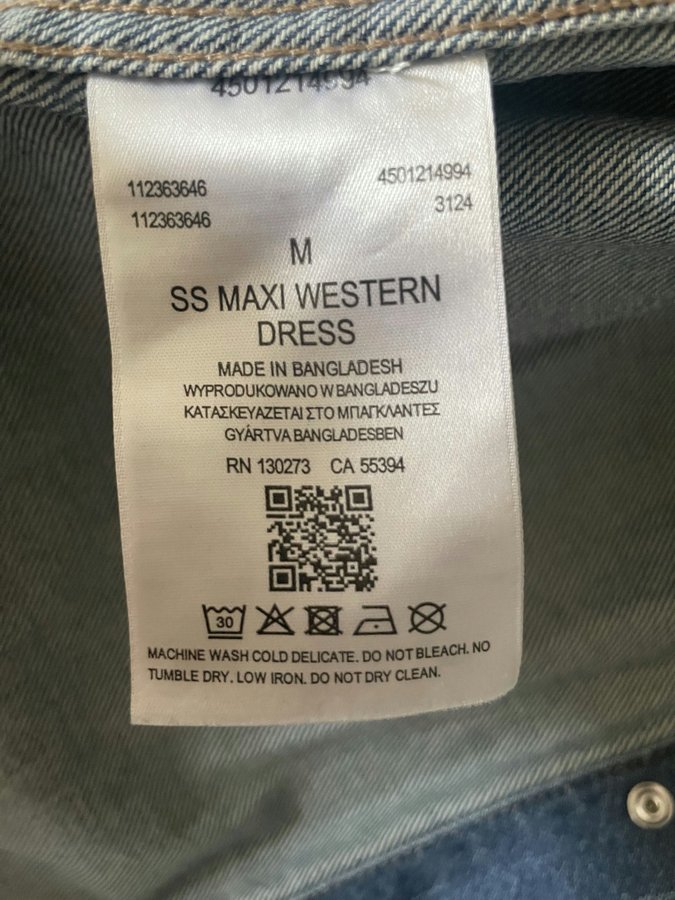 4501214994
112363646
4501214994
112363646
3124
M
SS MAXI WESTERN
DRESS
MADE IN BANGLADESH
WYPRODUKOWANO W BANGLADESZU
ΚΑΤΑΣΚΕΥΑΖΕΤΑΙ ΣΤΟ ΜΠΑΓΚΛΑΝΤΕΣ
GYÁRTVA BANGLADESBEN
RN 130273 CA 55394
30
MACHINE WASH COLD DELICATE. DO NOT BLEACH. NO
TUMBLE DRY. LOW IRON. DO NOT DRY CLEAN.